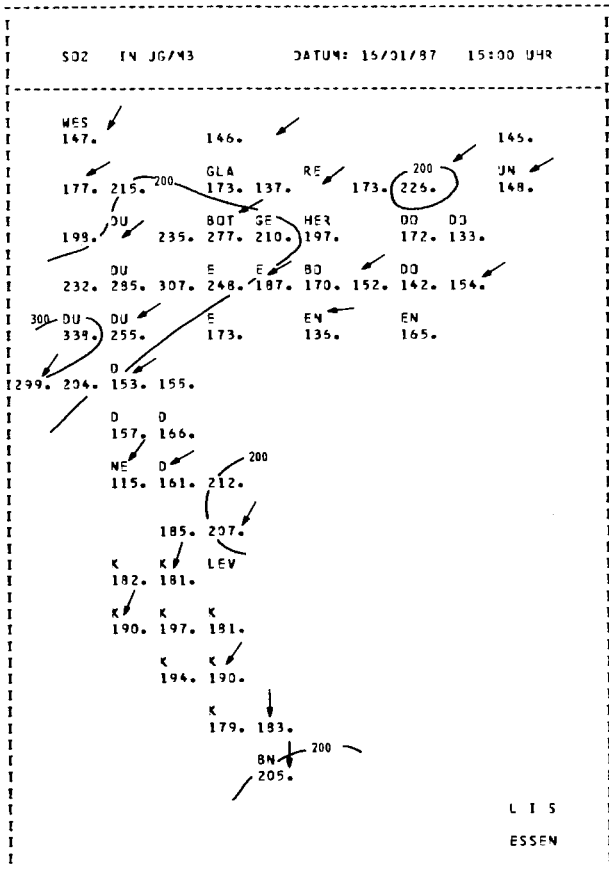 SO2 IN UG/M3 DATUM: 15/01/87 15:00 UHR
WES
147. 146. 145.
GLA RE 200 UN
177. 215. 200 173. 137. 173. 226. 148.
DU BOT GE HER DO DO
199. 235. 277. 210. 197. 172. 133.
DU E E BO DO
232. 285. 307. 248. 187. 170. 152. 142. 154.
300 DU DU E EN EN
339. 255. 173. 136. 165.
D
299. 204. 153. 155.
D D
157. 166.
NE D 200
115. 161. 212.
185. 207.
K K LEV
182. 181.
K K K
190. 197. 181.
K K
194. 190.
K
179. 183.
BN 200
205.
L I S
ESSEN